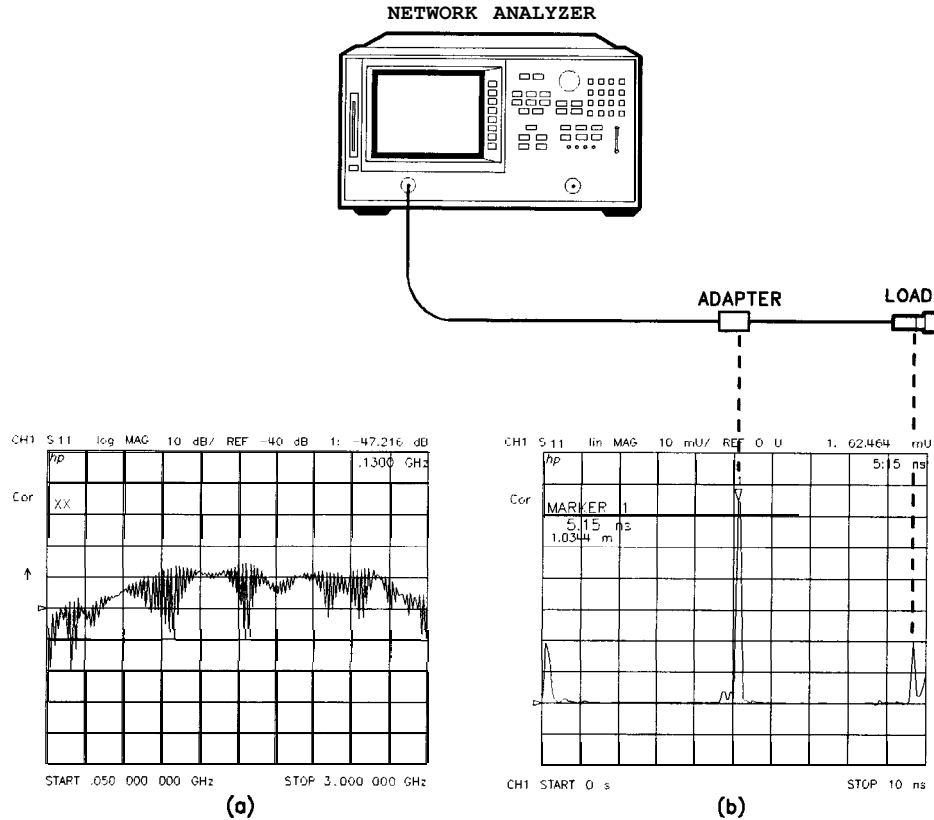 NETWORK ANALYZER
ADAPTER
LOAD
CH1 S 11 log MAG 10 dB/ REF -40 dB 1: -47.216 dB
hp
.1300 GHz
Cor
XX
START .050 000 000 GHz STOP 3.000 000 GHz
(a)
CH1 S 11 lin MAG 10 mU/ REF 0 U 1. 62.464 mU
hp
5.15 ns
Cor
MARKER 1
5.15 ns
1.0344 m
CH1 START 0 s STOP 10 ns
(b)